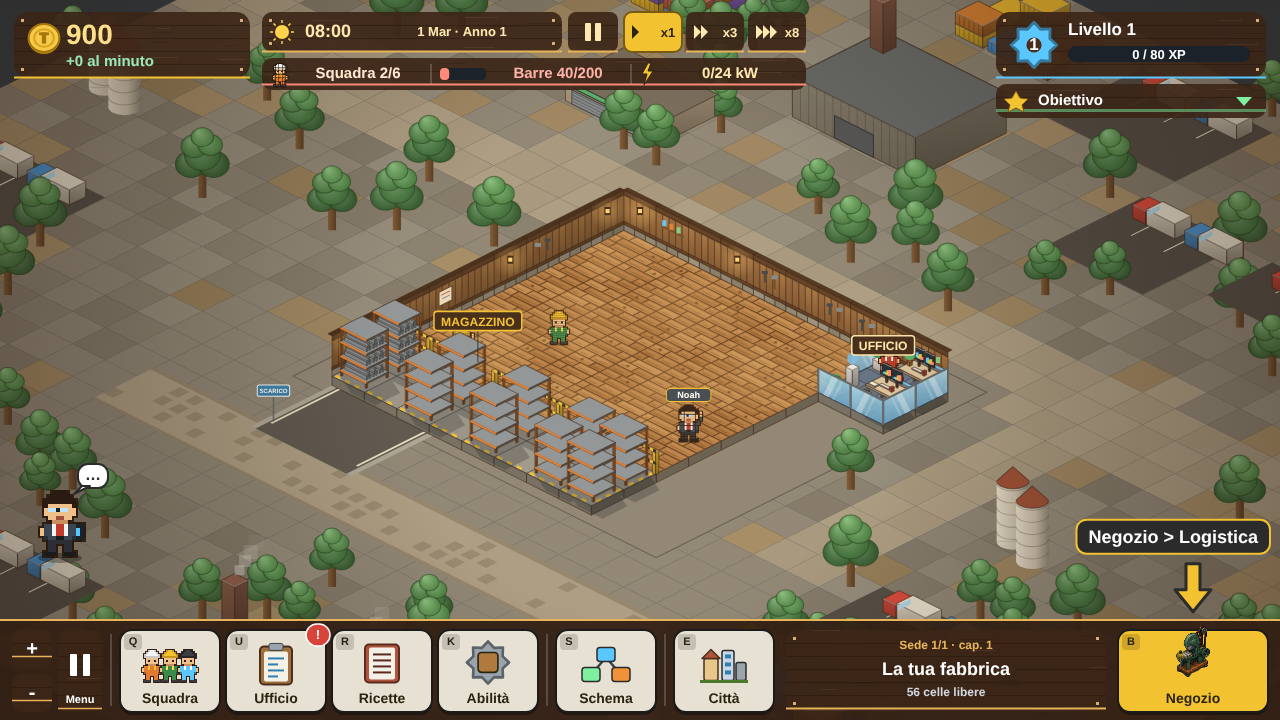 900
+0 al minuto
08:00
1 Mar · Anno 1
x1
x3
x8
Squadra 2/6
Barre 40/200
0/24 kW
1
Livello 1
0 / 80 XP
Obiettivo
MAGAZZINO
UFFICIO
SCARICO
Noah
...
Negozio > Logistica
+
-
Menu
Q
Squadra
U
!
Ufficio
R
Ricette
K
Abilità
S
Schema
E
Città
Sede 1/1 · cap. 1
La tua fabbrica
56 celle libere
B
Negozio